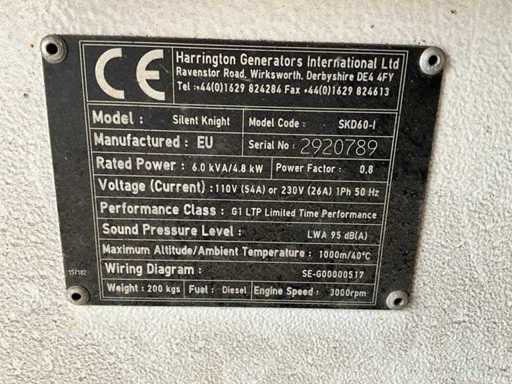 CE
Harrington Generators International Ltd
Ravenstor Road, Wirksworth, Derbyshire DE4 4FY
Tel :+44(0)1629 824284 Fax +44(0)1629 824613
Model : Silent Knight Model Code : SKD60-I
Manufactured : EU Serial No : 2920789
Rated Power : 6.0 kVA/4.8 kW Power Factor : 0.8
Voltage (Current) : 110V (54A) or 230V (26A) 1Ph 50 Hz
Performance Class : G1 LTP Limited Time Performance
Sound Pressure Level : LWA 95 dB(A)
Maximum Altitude/Ambient Temperature : 1000m/40°C
Wiring Diagram : SE-G00000517
Weight : 200 kgs Fuel : Diesel Engine Speed : 3000rpm